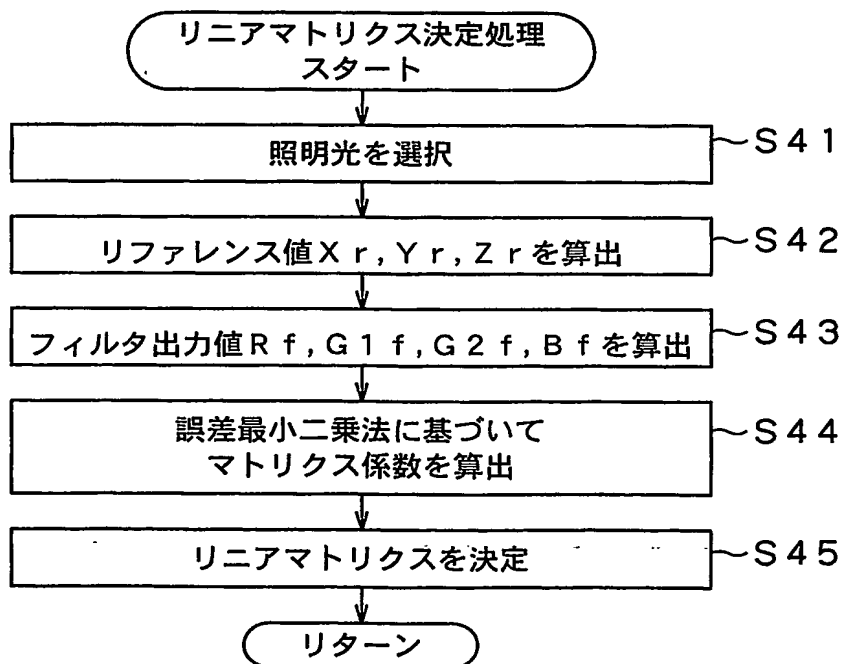 リニアマトリクス決定処理
スタート
照明光を選択
~S41
リファレンス値Xr,Yr,Zrを算出
~S42
フィルタ出力値Rf,G1f,G2f,Bfを算出
~S43
誤差最小二乗法に基づいて
マトリクス係数を算出
~S44
リニアマトリクスを決定
~S45
リターン